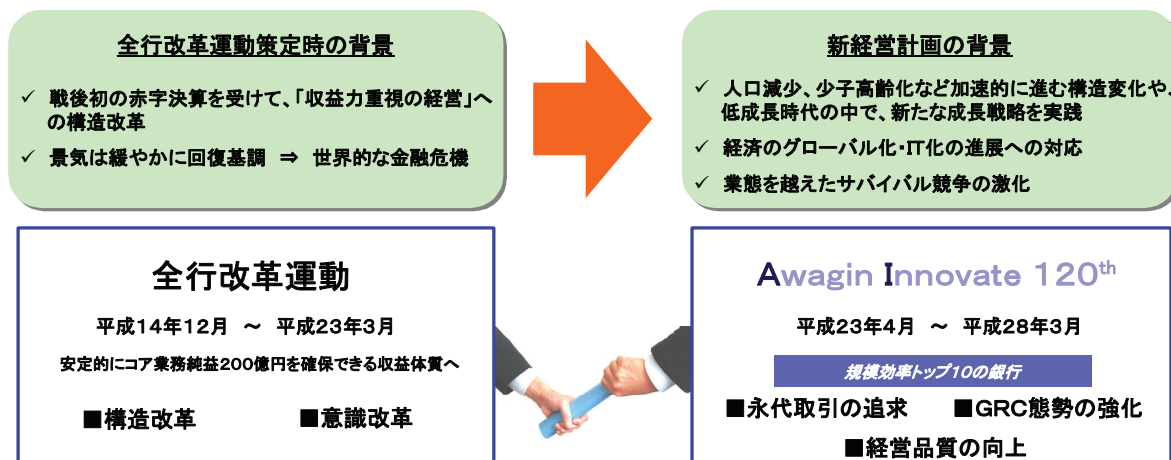 全行改革運動策定時の背景
✓ 戦後初の赤字決算を受けて、「収益力重視の経営」へ
の構造改革
✓ 景気は緩やかに回復基調 ⇒ 世界的な金融危機
新経営計画の背景
✓ 人口減少、少子高齢化など加速的に進む構造変化や、
低成長時代の中で、新たな成長戦略を実践
✓ 経済のグローバル化・IT化の進展への対応
✓ 業態を越えたサバイバル競争の激化
全行改革運動
平成14年12月 ~ 平成23年3月
安定的にコア業務純益200億円を確保できる収益体質へ
■構造改革 ■意識改革
Awagin Innovate 120th
平成23年4月 ~ 平成28年3月
規模効率トップ10の銀行
■永代取引の追求 ■GRC態勢の強化
■経営品質の向上